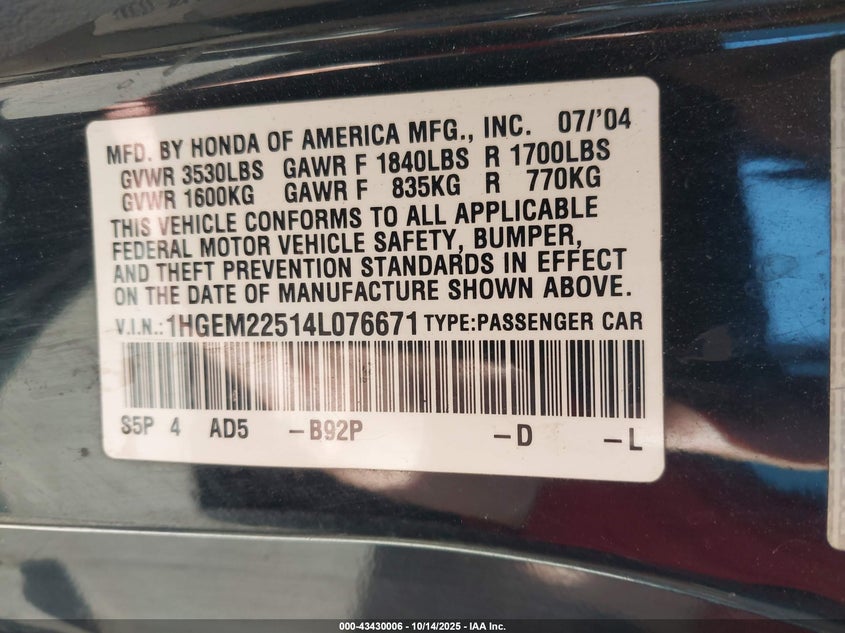 MFD. BY HONDA OF AMERICA MFG., INC. 07/'04
GVWR 3530LBS GAWR F 1840LBS R 1700LBS
GVWR 1600KG GAWR F 835KG R 770KG
THIS VEHICLE CONFORMS TO ALL APPLICABLE
FEDERAL MOTOR VEHICLE SAFETY, BUMPER,
AND THEFT PREVENTION STANDARDS IN EFFECT
ON THE DATE OF MANUFACTURE SHOWN ABOVE.
V.I.N.: 1HGEM22514L076671 TYPE:PASSENGER CAR
S5P 4 AD5 -B92P -D -L
000-43430006 - 10/14/2025 - IAA Inc.